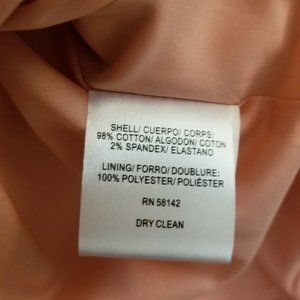 SHELL/ CUERPO/ CORPS:
98% COTTON/ ALGODON/ COTON
2% SPANDEX/ ELASTANO
LINING/ FORRO/ DOUBLURE:
100% POLYESTER/ POLIÉSTER
RN 58142
DRY CLEAN